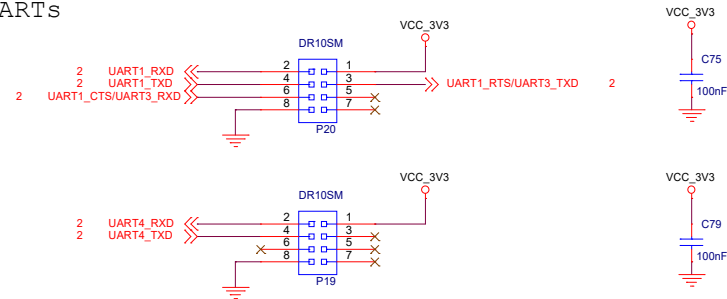 ARTs
VCC_3V3
VCC_3V3
DR10SM
C75
2 UART1_RXD 2 1
2 UART1_TXD 4 3 UART1_RTS/UART3_TXD 2
2 UART1_CTS/UART3_RXD 6 5
100nF
8 7
P20
VCC_3V3
VCC_3V3
DR10SM
2 UART4_RXD 2 1
C79
2 UART4_TXD 4 3
6 5
100nF
8 7
P19